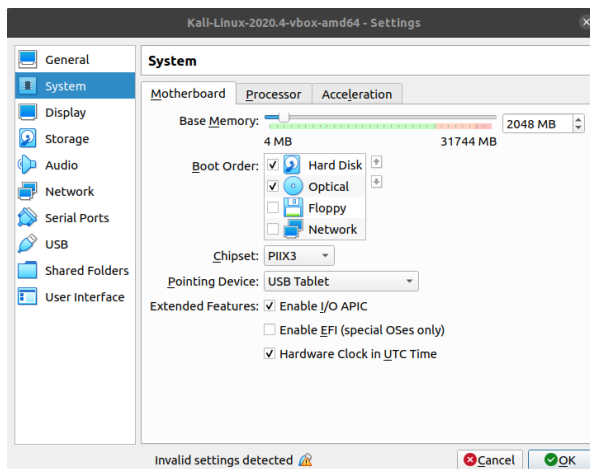 Kali-Linux-2020.4-vbox-amd64 - Settings
General
System
Display
Storage
Audio
Network
Serial Ports
USB
Shared Folders
User Interface
System
Motherboard Processor Acceleration
Base Memory: 2048 MB
4 MB 31744 MB
Boot Order: Hard Disk
Optical
Floppy
Network
Chipset: PIIX3
Pointing Device: USB Tablet
Extended Features: Enable I/O APIC
Enable EFI (special OSes only)
Hardware Clock in UTC Time
Invalid settings detected Cancel OK